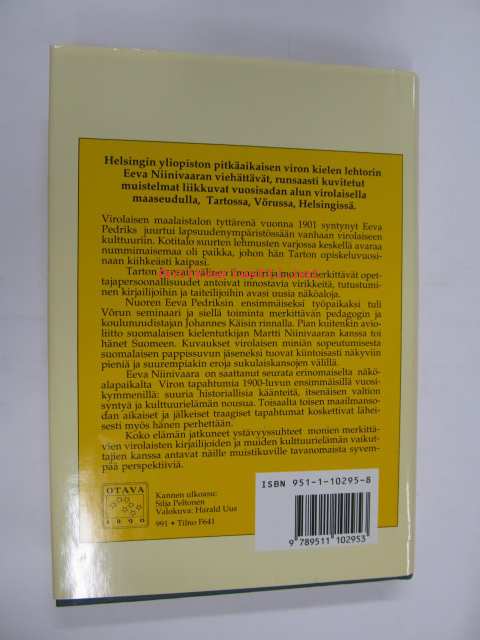 Helsingin yliopiston pitkäaikaisen viron kielen lehtorin
Eeva Niinivaaran viehättävät, runsaasti kuvitetut
muistelmat liikkuvat vuosisadan alun virolaisella
maaseudulla, Tartossa, Võrussa, Helsingissä.
Virolaisen maalaistalon tyttärenä vuonna 1901 syntynyt Eeva
Pedriks juurtui lapsuudenympäristössään vanhaan virolaiseen
kulttuuriin. Kotitalo suurten lehmusten varjossa keskellä avaraa
nummimaisemaa oli paikka, johon hän Tarton opiskeluvuosi-
naan kiihkeästi kaipasi.
Tarton
ja monet merkittävät opet-
tajapersoonallisuudet antoivat innostavia virikkeitä, tutustumi-
nen kirjailijoihin ja taiteilijoihin avasi uusia näköaloja.
Nuoren Eeva Pedriksin ensimmäiseksi työpaikaksi tuli
Võrun seminaari ja siellä toiminta merkittävän pedagogin ja
koulumuudistajan Johannes Käisin rinnalla. Pian kuitenkin avio-
liitto suomalaisen kielentutkijan Martti Niinivaaran kanssa toi
hänet Suomeen. Kuvaukset virolaisen miniän sopeutumisesta
suomalaisen pappissuvun jäseneksi tuovat kiintoisasti näkyviin
pieniä ja suurempiakin eroja sukulaiskansojen välillä.
Eeva Niinivaara on saattanut seurata erinomaiselta näkö-
alapaikalta Viron tapahtumia 1900-luvun ensimmäisillä vuosi-
kymmenillä: suuria historiallisia käänteitä, itsenäisen valtion
syntyä ja kulttuurielämän nousua. Toisaalta toisen maailmanso-
dan aikaiset ja jälkeiset traagiset tapahtumat koskettivat lähei-
sesti myös hänen perhettään.
Koko elämän jatkuneet ystävyyssuhteet monien merkittä-
vien virolaisten kirjailijoiden ja muiden kulttuurielämän vaikut-
tajien kanssa antavat näille muistikuville tavanomaista syvem-
pää perspektiiviä.
OTAVA
1890
Kannen ulkoasu:
Silja Peltonen
Valokuva: Harald Uus
991 • Tilno F641
ISBN 951-1-10295-8
9 789511 102953